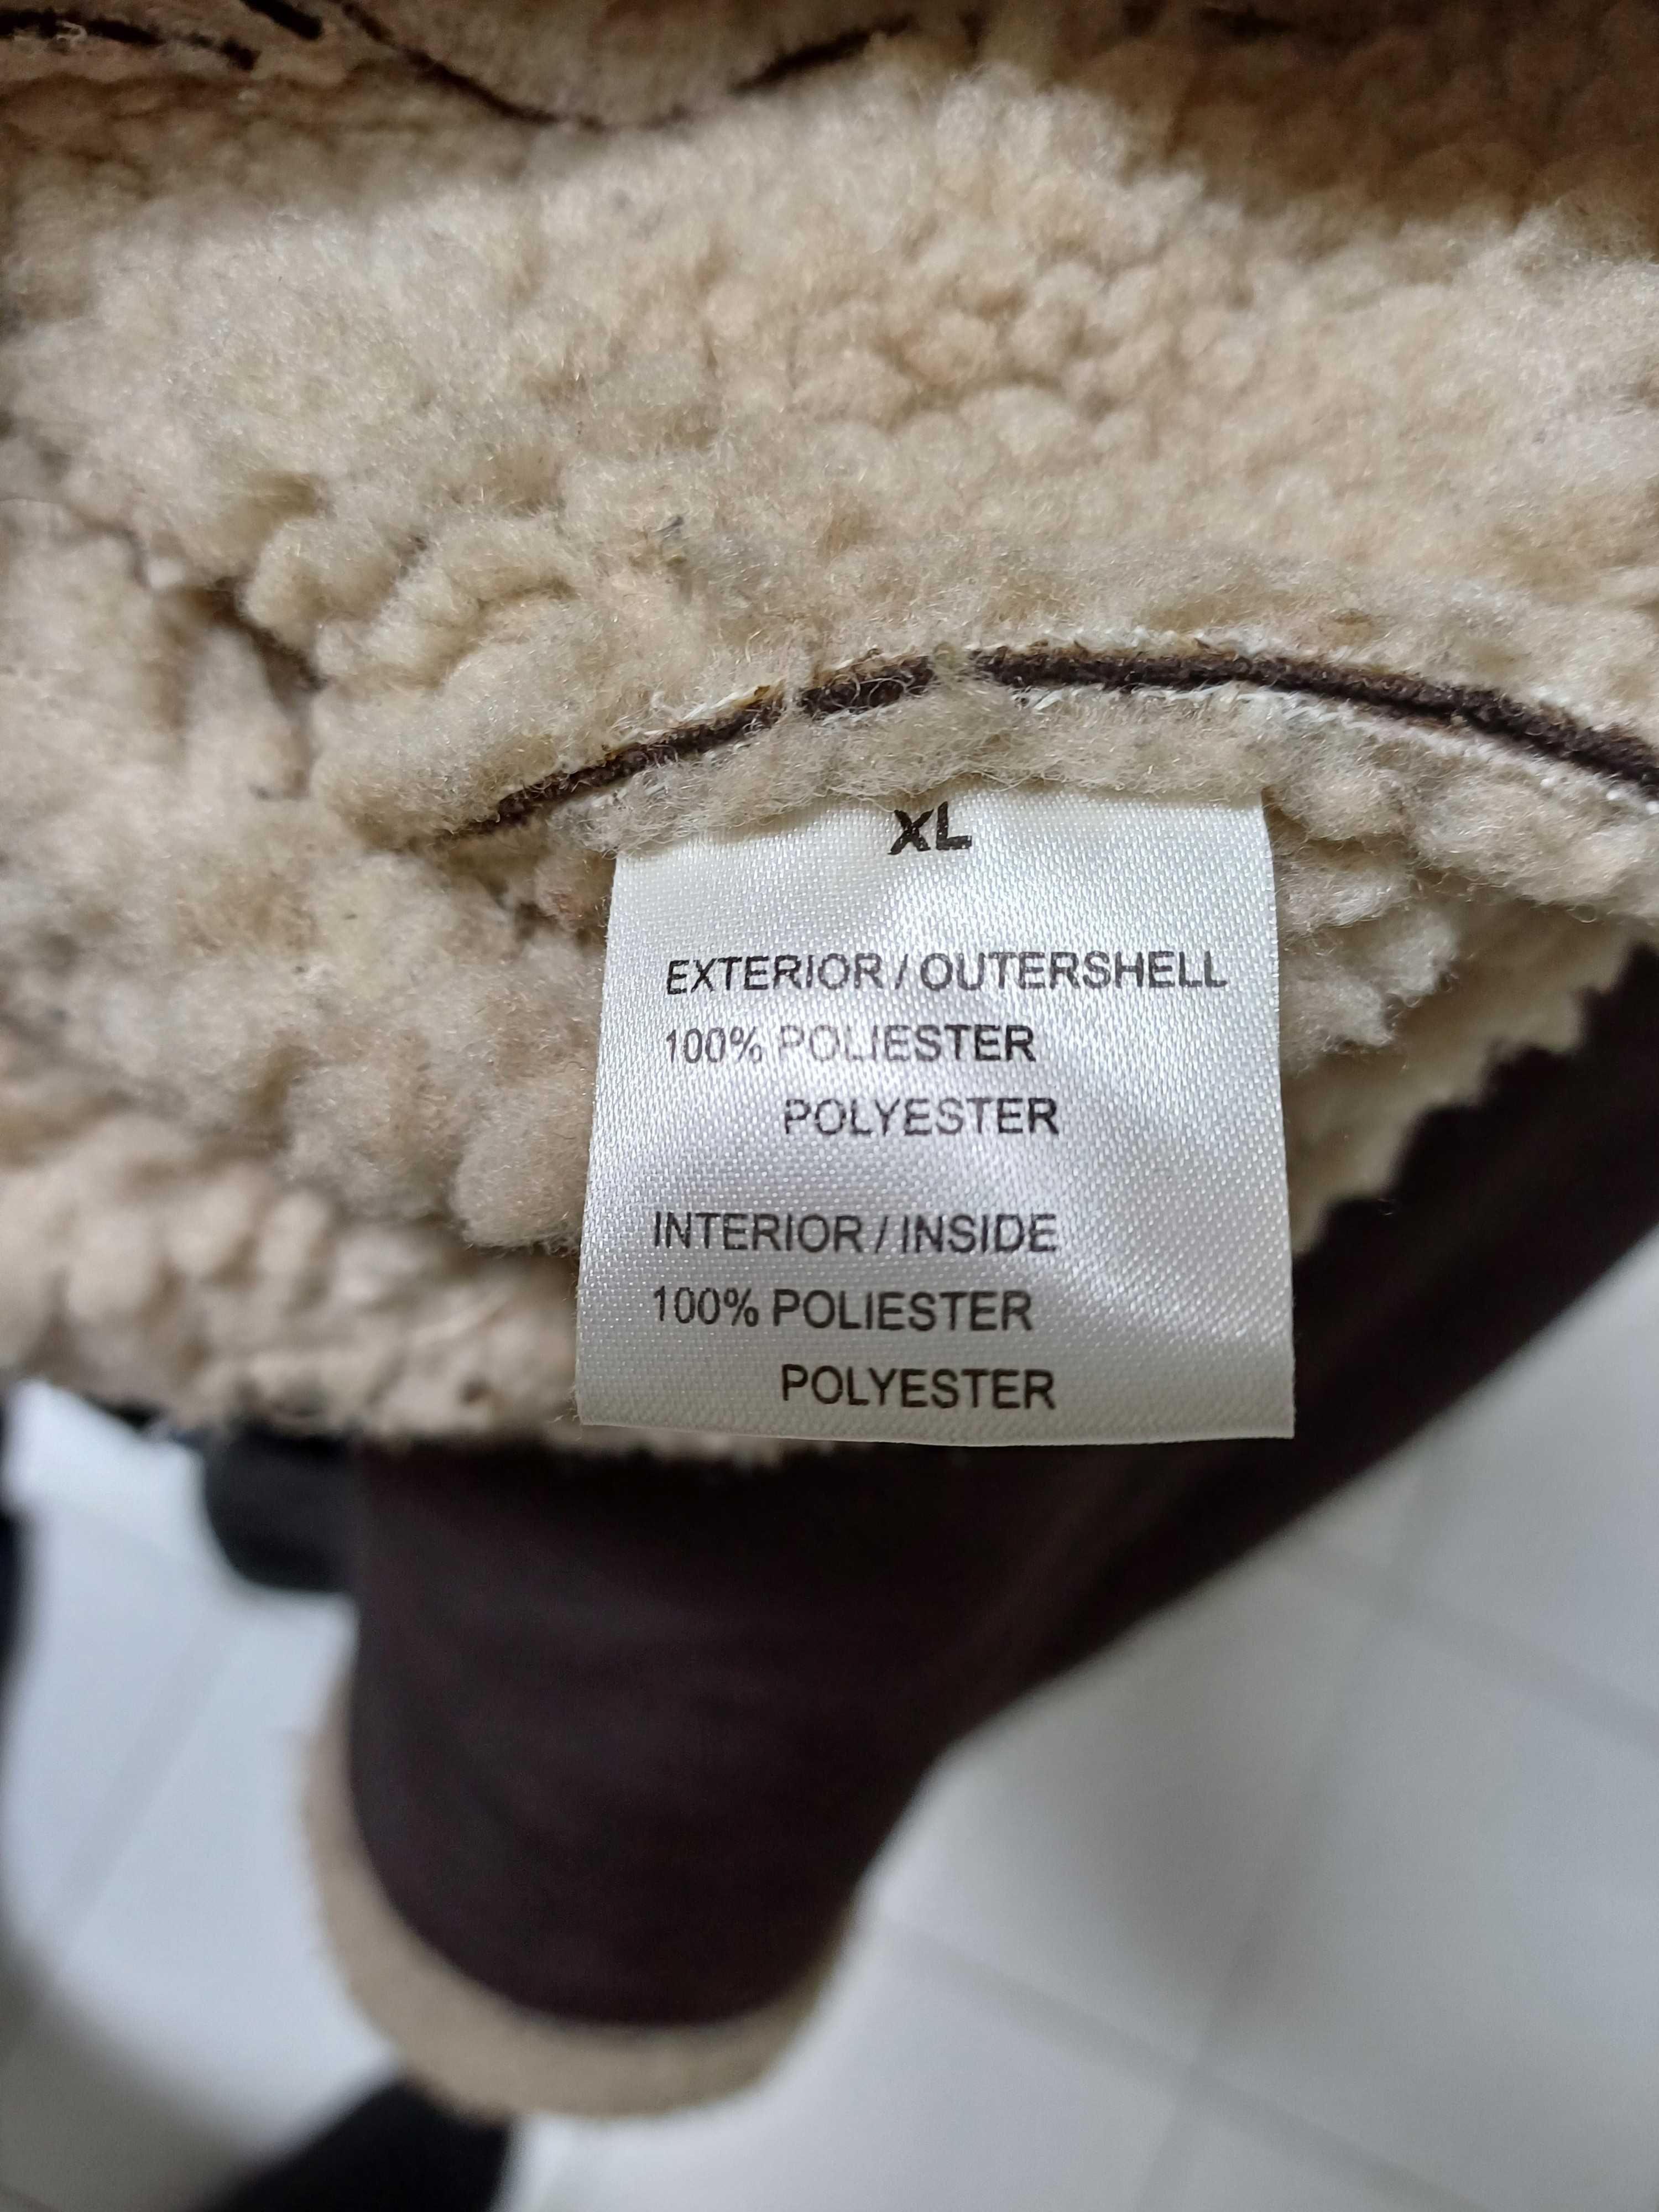 XL
EXTERIOR / OUTERSHELL
100% POLIESTER
POLYESTER
INTERIOR / INSIDE
100% POLIESTER
POLYESTER